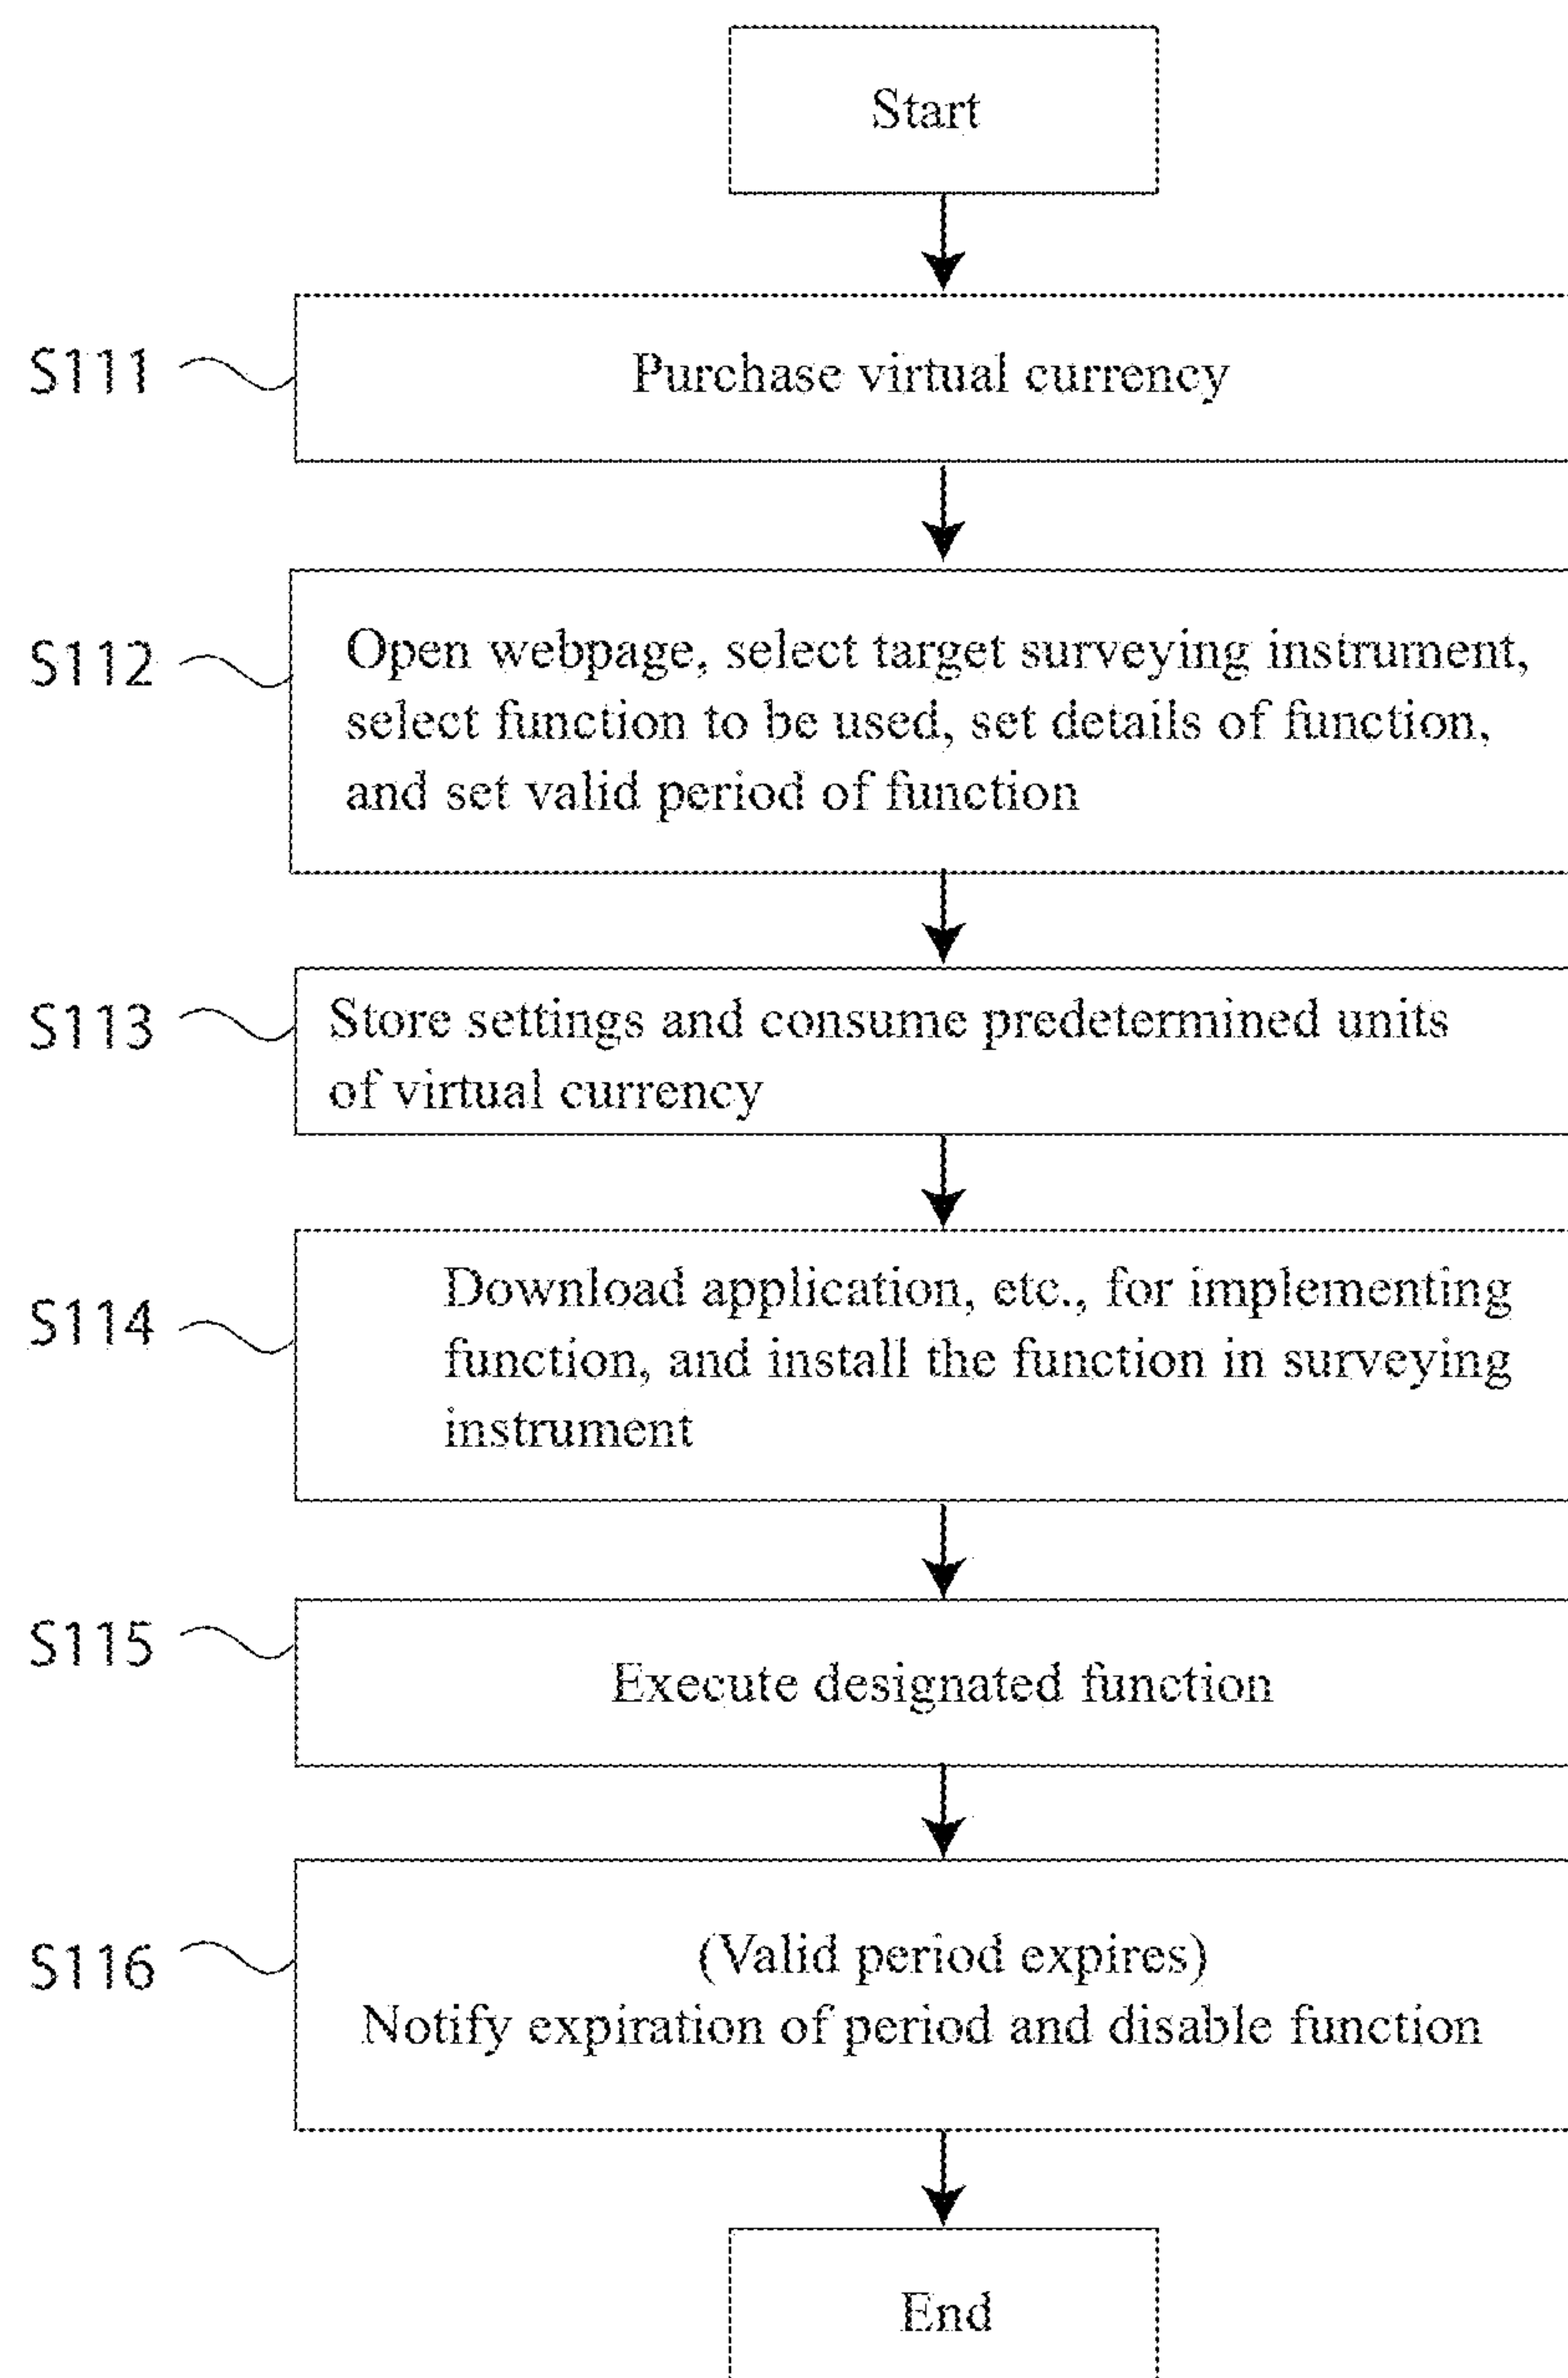 Start
S111
Purchase virtual currency
S112
Open webpage, select target surveying instrument,
select function to be used, set details of function,
and set valid period of function
S113
Store settings and consume predetermined units
of virtual currency
S114
Download application, etc., for implementing
function, and install the function in surveying
instrument
S115
Execute designated function
S116
(Valid period expires)
Notify expiration of period and disable function
End